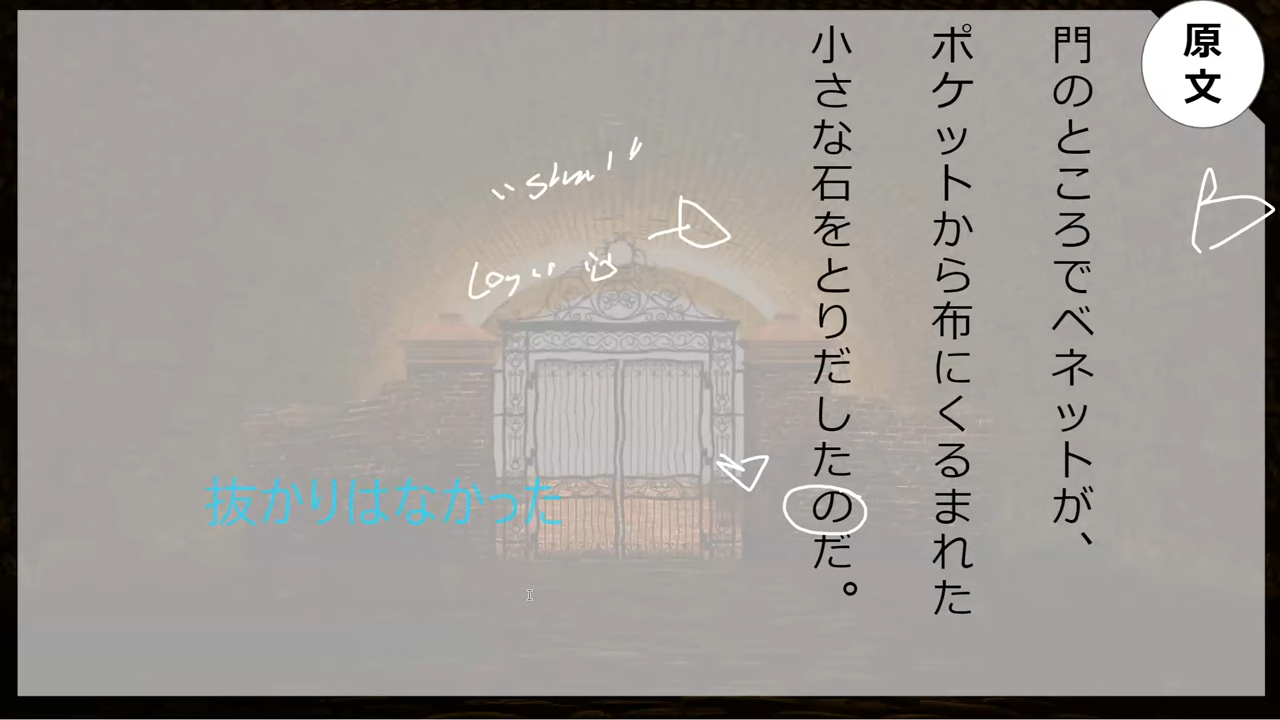 原文
門のところでベネットが、
ポケットから布にくるまれた
小さな石をとりだしたのだ。
抜かりはなかった